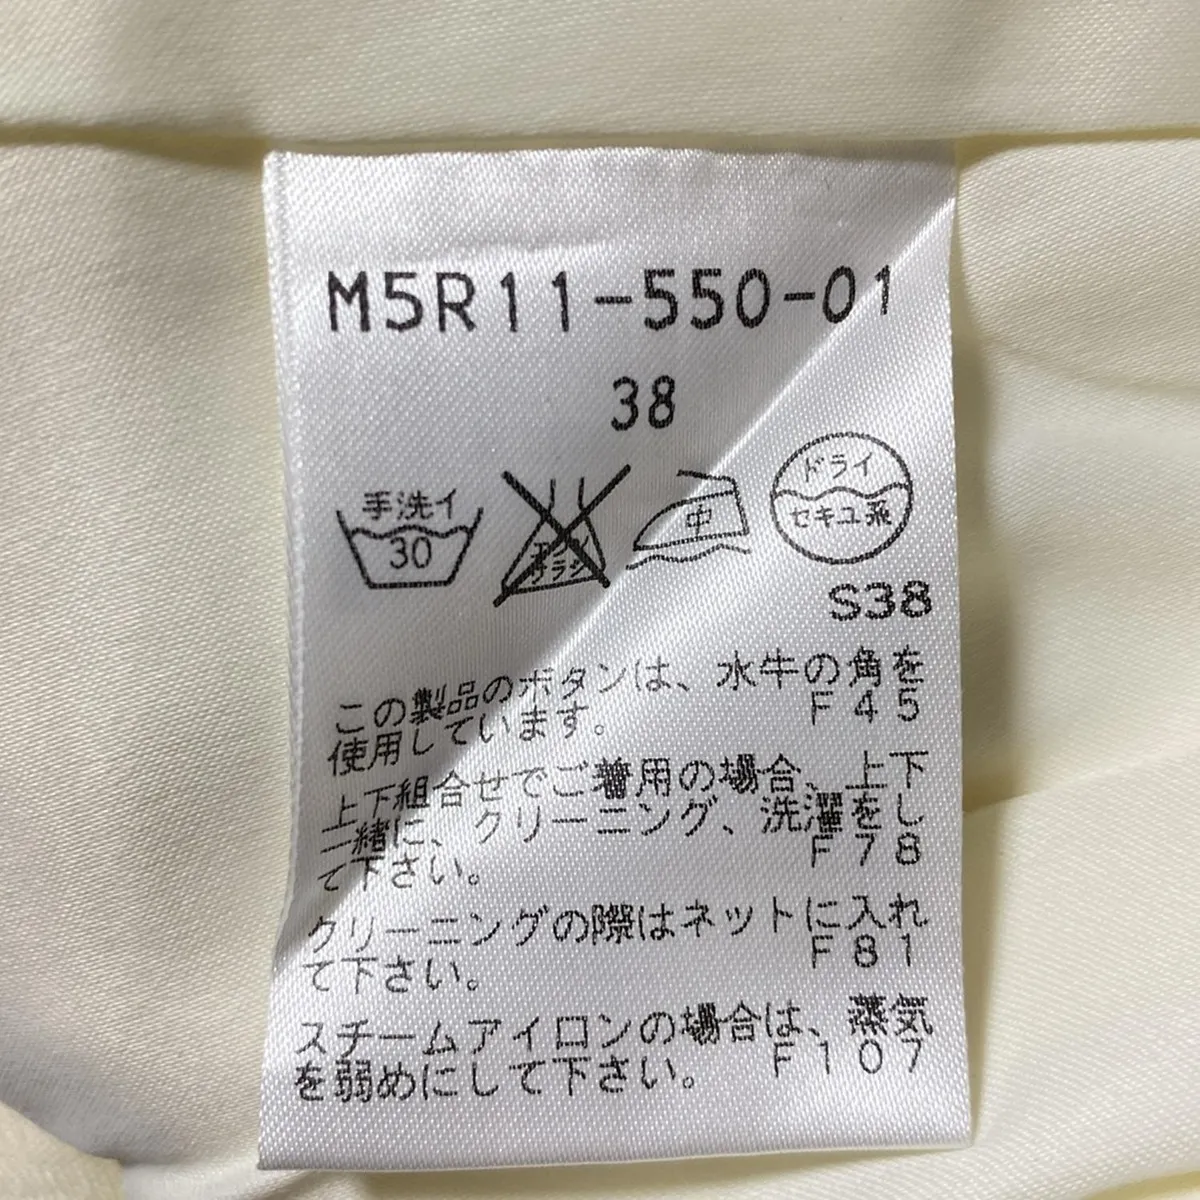 M5R11-550-01
38
手洗イ
30
エンソ
サラシ
中
ドライ
セキユ系
S38
この製品のボタンは、水牛の角を
使用しています。 F45
上下組合せでご着用の場合、上下
一緒に、クリーニング、洗濯をし
て下さい。 F78
クリーニングの際はネットに入れ
て下さい。 F81
スチームアイロンの場合は、蒸気
を弱めにして下さい。 F107